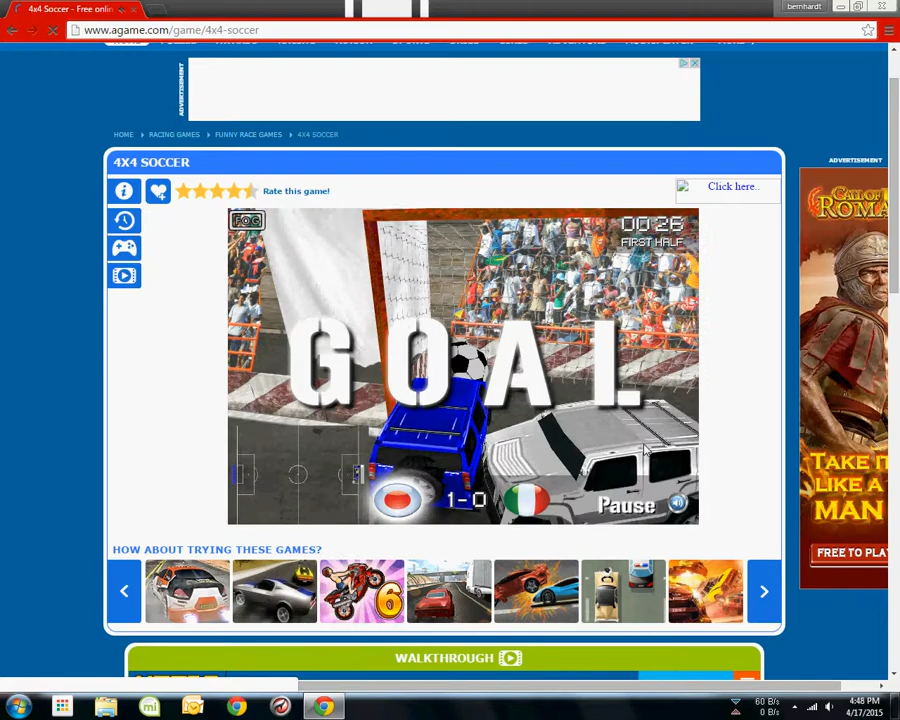 4x4 Soccer - Free onlin
bernhardt
www.agame.com/game/4x4-soccer
ADVERTISEMENT
HOME
RACING GAMES
FUNNY RACE GAMES
4X4 SOCCER
4X4 SOCCER
ADVERTISEMENT
Rate this game!
Click here..
FOG
00:26
FIRST HALF
CALL OF
ROMA
GOAL
1-0
Pause
TAKE I
LIKE A
MAN
FREE TO PLA
HOW ABOUT TRYING THESE GAMES?
6
WALKTHROUGH
60 B/s
0 B/s
4:48 PM
4/17/2015